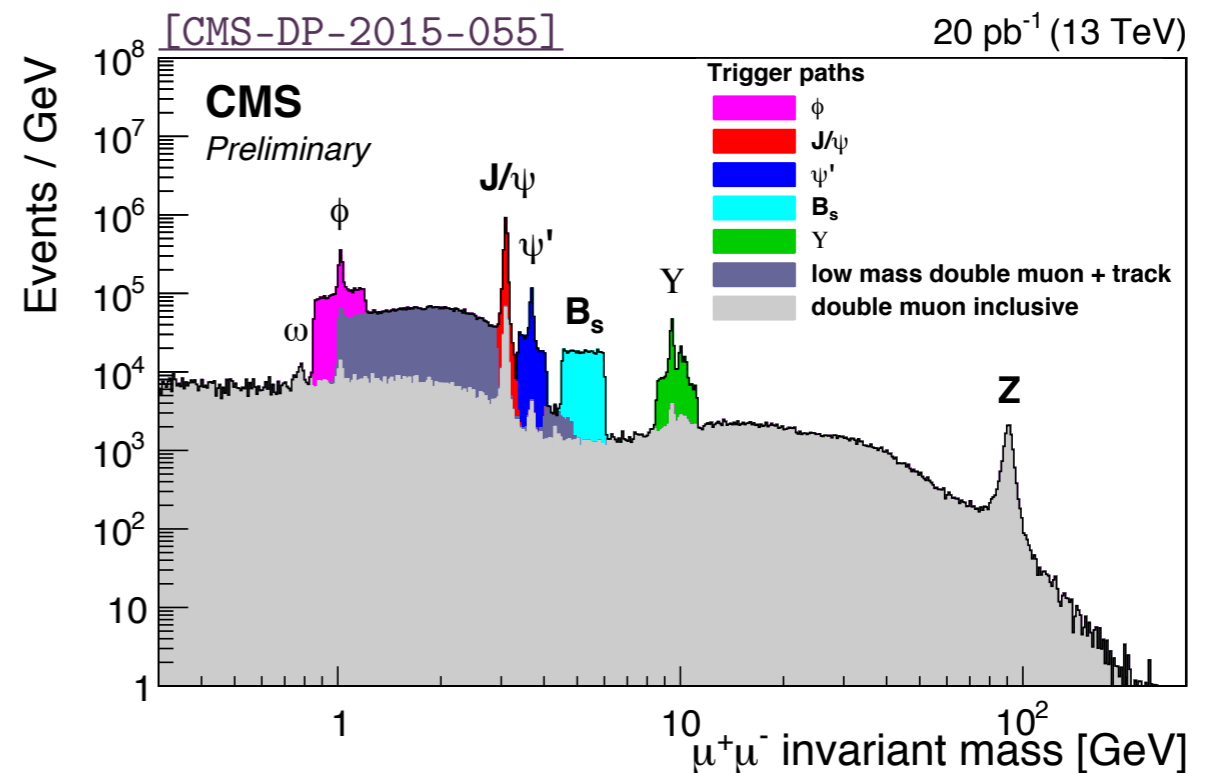 [CMS-DP-2015-055]
20 pb⁻¹ (13 TeV)
Events / GeV
10⁸
10⁷
10⁶
10⁵
10⁴
10³
10²
10
1
CMS
Preliminary
Trigger paths
ϕ
J/ψ
ψ'
Bₛ
Υ
low mass double muon + track
double muon inclusive
ω
ϕ
J/ψ
ψ'
Bₛ
Υ
Z
1
10
10²
μ⁺μ⁻ invariant mass [GeV]